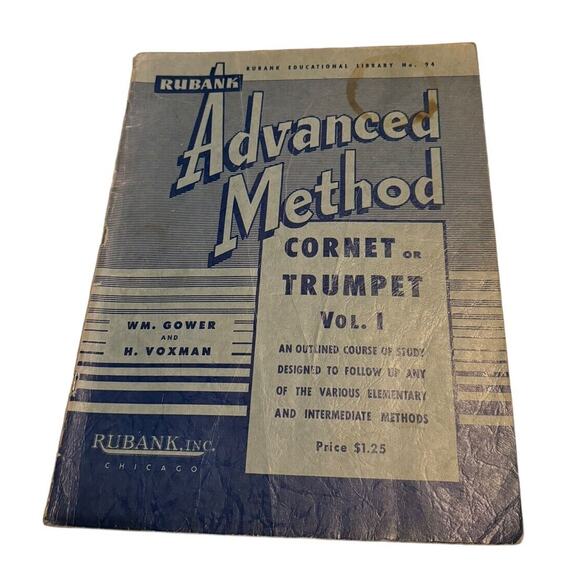 RUBANK EDUCATIONAL LIBRARY No. 94
RUBANK
Advanced
Method
CORNET OR
TRUMPET
VOL. I
WM. GOWER
AND
H. VOXMAN
AN OUTLINED COURSE OF STUDY
DESIGNED TO FOLLOW UP ANY
OF THE VARIOUS ELEMENTARY
AND INTERMEDIATE METHODS
Price $1.25
RUBANK, INC.
CHICAGO